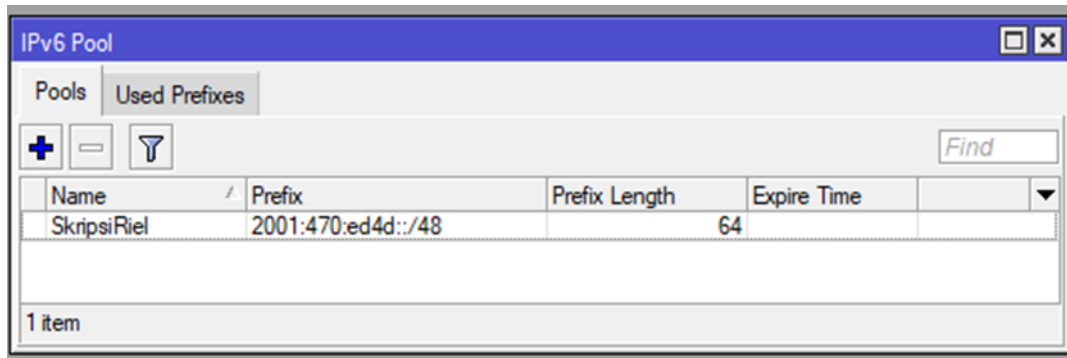 IPv6 Pool
Pools Used Prefixes
Find
Name Prefix Prefix Length Expire Time
SkripsiRiel 2001:470:ed4d::/48 64
1 item